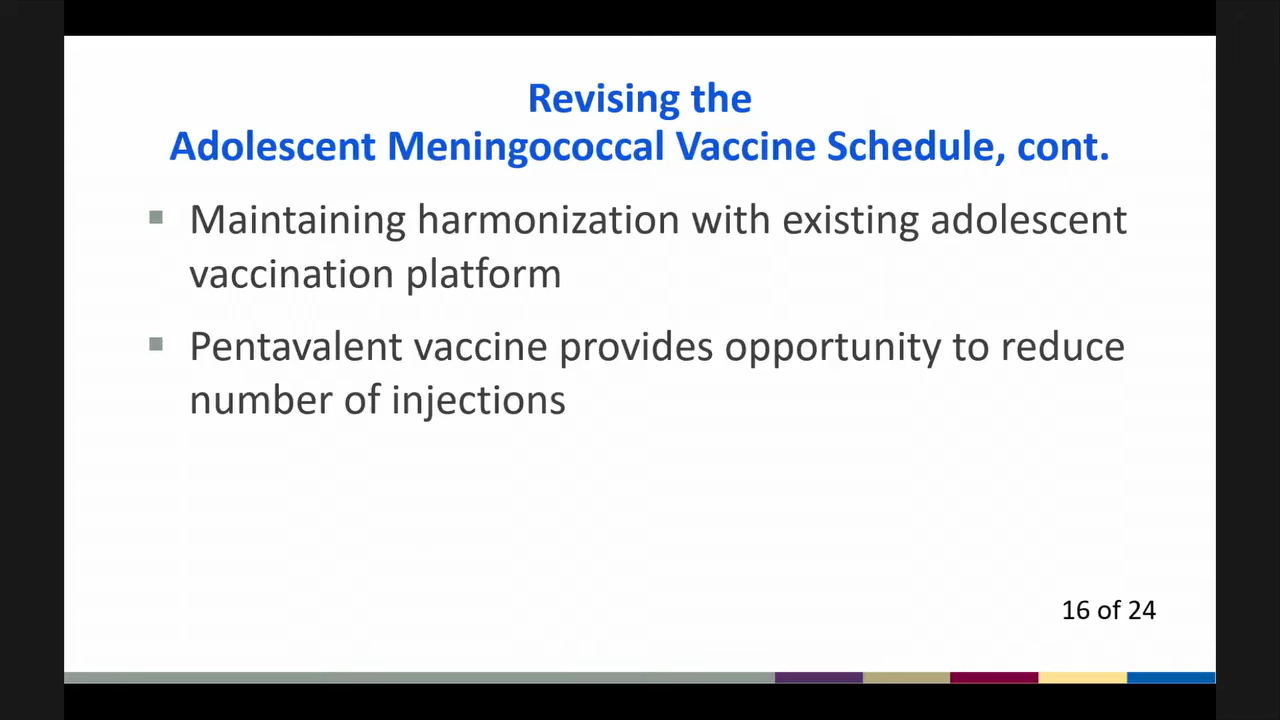 Revising the
Adolescent Meningococcal Vaccine Schedule, cont.
Maintaining harmonization with existing adolescent
vaccination platform
Pentavalent vaccine provides opportunity to reduce
number of injections
16 of 24